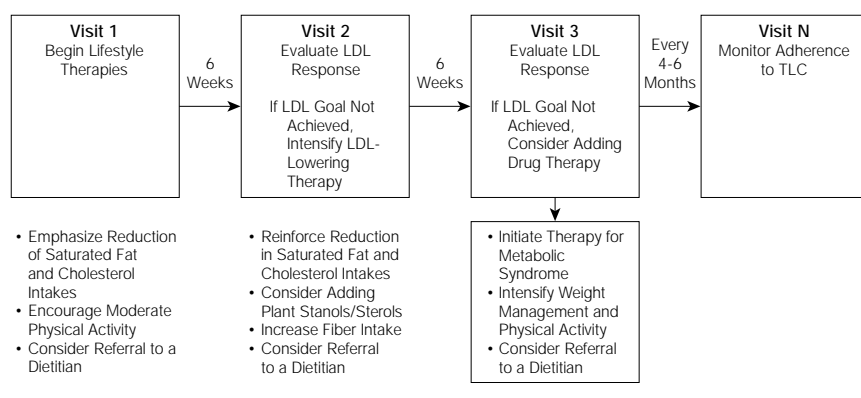 Visit 1
Begin Lifestyle
Therapies
6
Weeks
Visit 2
Evaluate LDL
Response
If LDL Goal Not
Achieved,
Intensify LDL-
Lowering
Therapy
6
Weeks
Visit 3
Evaluate LDL
Response
If LDL Goal Not
Achieved,
Consider Adding
Drug Therapy
Every
4-6
Months
Visit N
Monitor Adherence
to TLC
• Emphasize Reduction
of Saturated Fat
and Cholesterol
Intakes
• Encourage Moderate
Physical Activity
• Consider Referral to a
Dietitian
• Reinforce Reduction
in Saturated Fat and
Cholesterol Intakes
• Consider Adding
Plant Stanols/Sterols
• Increase Fiber Intake
• Consider Referral
to a Dietitian
• Initiate Therapy for
Metabolic
Syndrome
• Intensify Weight
Management and
Physical Activity
• Consider Referral
to a Dietitian